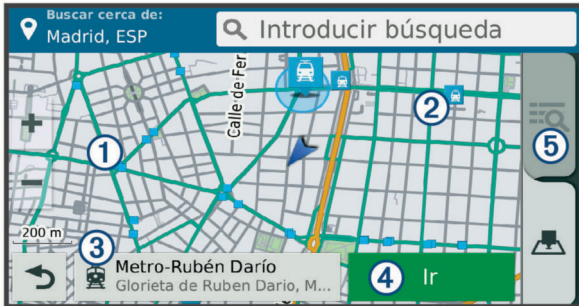 Buscar cerca de:
Madrid, ESP
Introducir búsqueda
Calle de Fer
1
2
5
200 m
3
Metro-Rubén Darío
Glorieta de Ruben Dario, M...
4
Ir